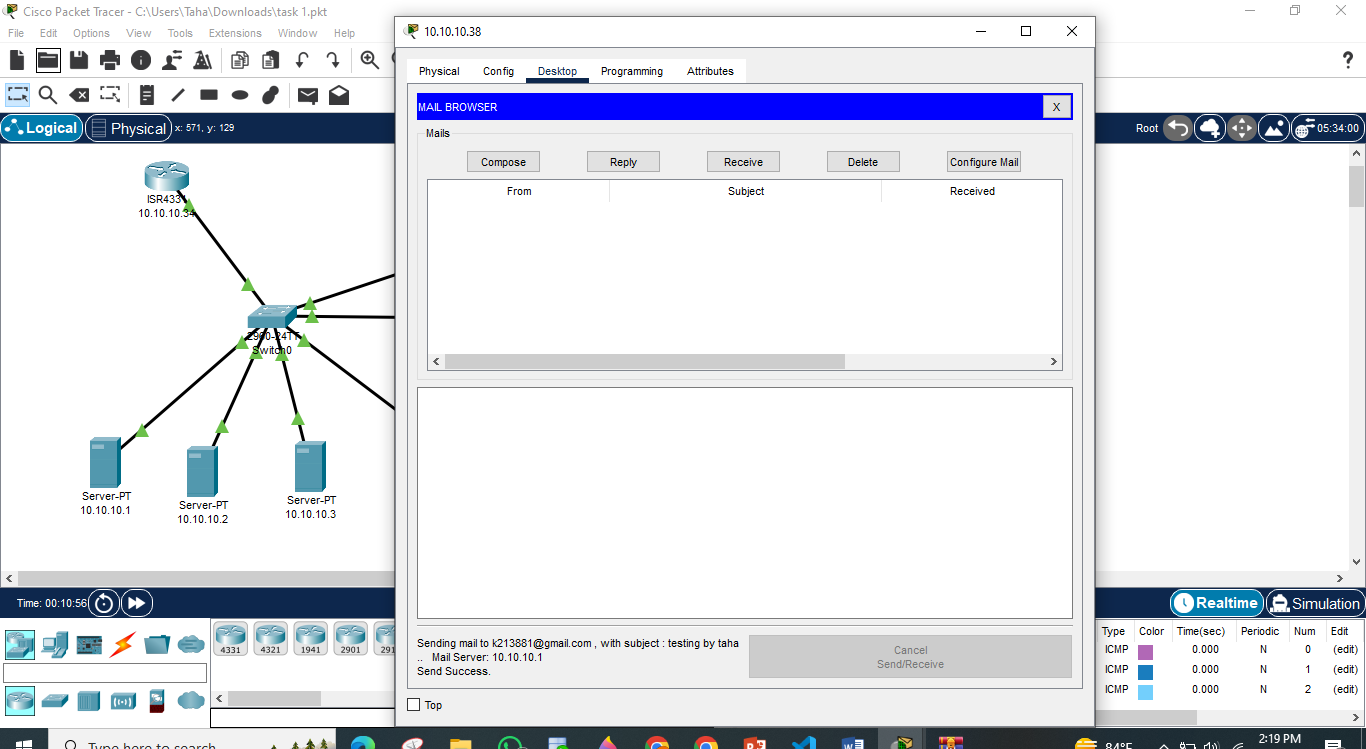 Cisco Packet Tracer - C:\Users\Taha\Downloads\task 1.pkt
File Edit Options View Tools Extensions Window Help
Logical Physical x: 571, y: 129
Root 05:34:00
ISR4331
10.10.10.34
2960-24TT
Switch0
Server-PT
10.10.10.1
Server-PT
10.10.10.2
Server-PT
10.10.10.3
10.10.10.38
Physical Config Desktop Programming Attributes
MAIL BROWSER X
Mails
Compose Reply Receive Delete Configure Mail
From Subject Received
Sending mail to k213881@gmail.com , with subject : testing by taha
.. Mail Server: 10.10.10.1
Send Success.
Cancel
Send/Receive
Top
Time: 00:10:56
Realtime Simulation
4331 4321 1941 2901 291
Type Color Time(sec) Periodic Num Edit
ICMP 0.000 N 0 (edit)
ICMP 0.000 N 1 (edit)
ICMP 0.000 N 2 (edit)
Type here to search
84°F
2:19 PM